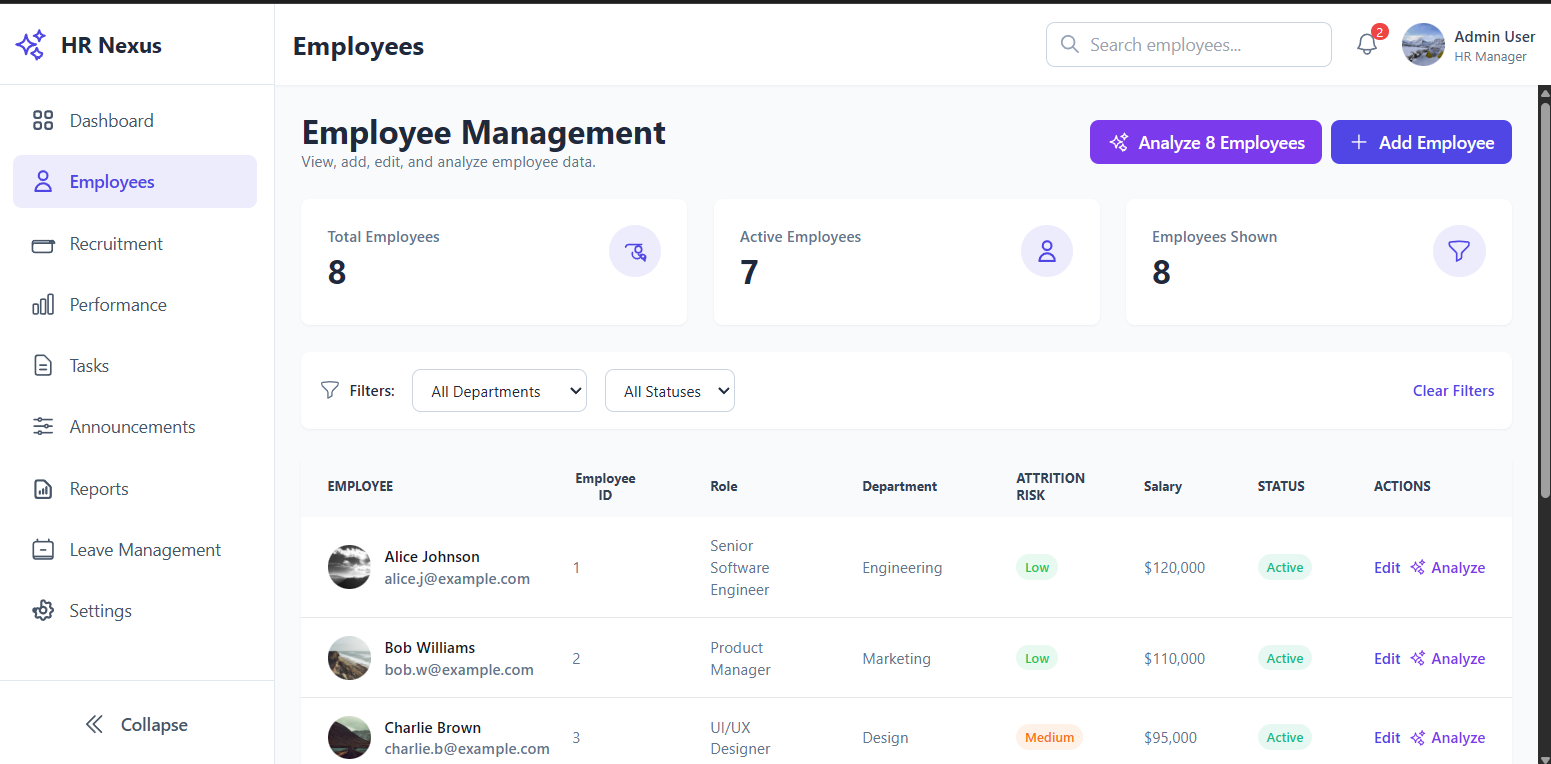 HR Nexus
Employees
Search employees...
2
Admin User
HR Manager
Dashboard
Employees
Recruitment
Performance
Tasks
Announcements
Reports
Leave Management
Settings
Collapse
Employee Management
View, add, edit, and analyze employee data.
Analyze 8 Employees
Add Employee
Total Employees
8
Active Employees
7
Employees Shown
8
Filters:
All Departments
All Statuses
Clear Filters
EMPLOYEE
Employee
ID
Role
Department
ATTRITION
RISK
Salary
STATUS
ACTIONS
Alice Johnson
alice.j@example.com
1
Senior
Software
Engineer
Engineering
Low
$120,000
Active
Edit
Analyze
Bob Williams
bob.w@example.com
2
Product
Manager
Marketing
Low
$110,000
Active
Edit
Analyze
Charlie Brown
charlie.b@example.com
3
UI/UX
Designer
Design
Medium
$95,000
Active
Edit
Analyze